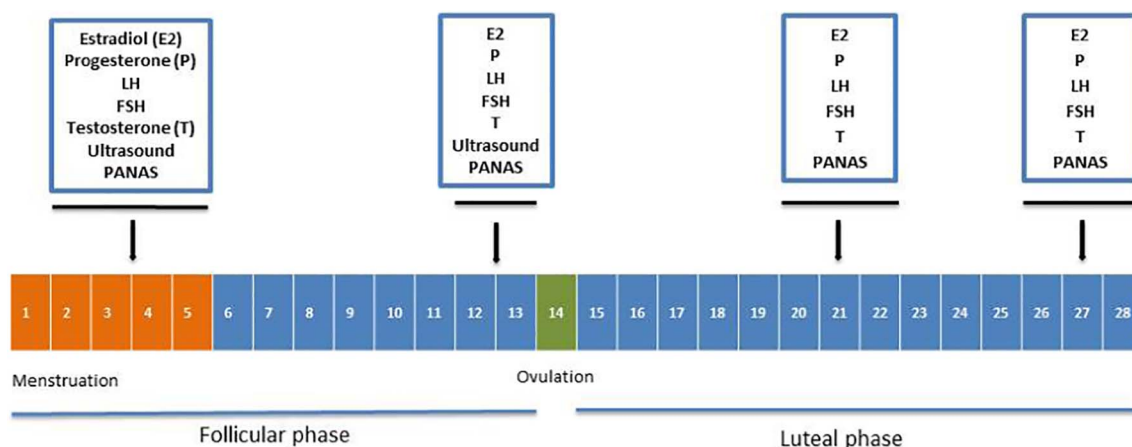 Estradiol (E2)
Progesterone (P)
LH
FSH
Testosterone (T)
Ultrasound
PANAS
E2
P
LH
FSH
T
Ultrasound
PANAS
E2
P
LH
FSH
T
PANAS
E2
P
LH
FSH
T
PANAS
1 2 3 4 5 6 7 8 9 10 11 12 13 14 15 16 17 18 19 20 21 22 23 24 25 26 27 28
Menstruation
Ovulation
Follicular phase
Luteal phase